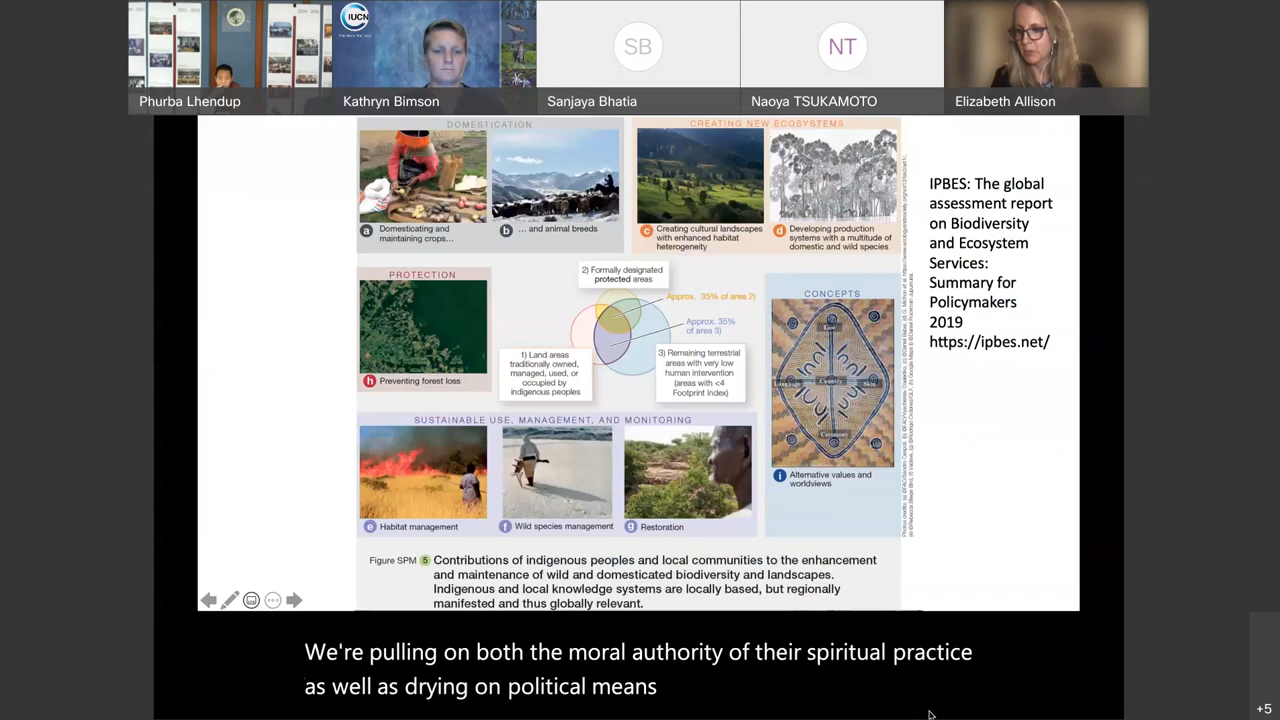 IUCN
SB
NT
Phurba Lhendup
Kathryn Bimson
Sanjaya Bhatia
Naoya TSUKAMOTO
Elizabeth Allison
DOMESTICATION
CREATING NEW ECOSYSTEMS
a Domesticating and
maintaining crops...
b ... and animal breeds
c Creating cultural landscapes
with enhanced habitat
heterogeneity
d Developing production
systems with a multitude of
domestic and wild species
IPBES: The global
assessment report
on Biodiversity
and Ecosystem
Services:
Summary for
Policymakers
2019
https://ipbes.net/
PROTECTION
h Preventing forest loss
2) Formally designated
protected areas
Approx. 35% of area 2)
Approx. 35%
of area 3)
1) Land areas
traditionally owned,
managed, used, or
occupied by
indigenous peoples
3) Remaining terrestrial
areas with very low
human intervention
(areas with <4
Footprint Index)
CONCEPTS
Law
Language
Country
Skin
Ceremony
i Alternative values and
worldviews
SUSTAINABLE USE, MANAGEMENT, AND MONITORING
e Habitat management
f Wild species management
g Restoration
Figure SPM 5 Contributions of indigenous peoples and local communities to the enhancement
and maintenance of wild and domesticated biodiversity and landscapes.
Indigenous and local knowledge systems are locally based, but regionally
manifested and thus globally relevant.
We're pulling on both the moral authority of their spiritual practice
as well as drying on political means
+5